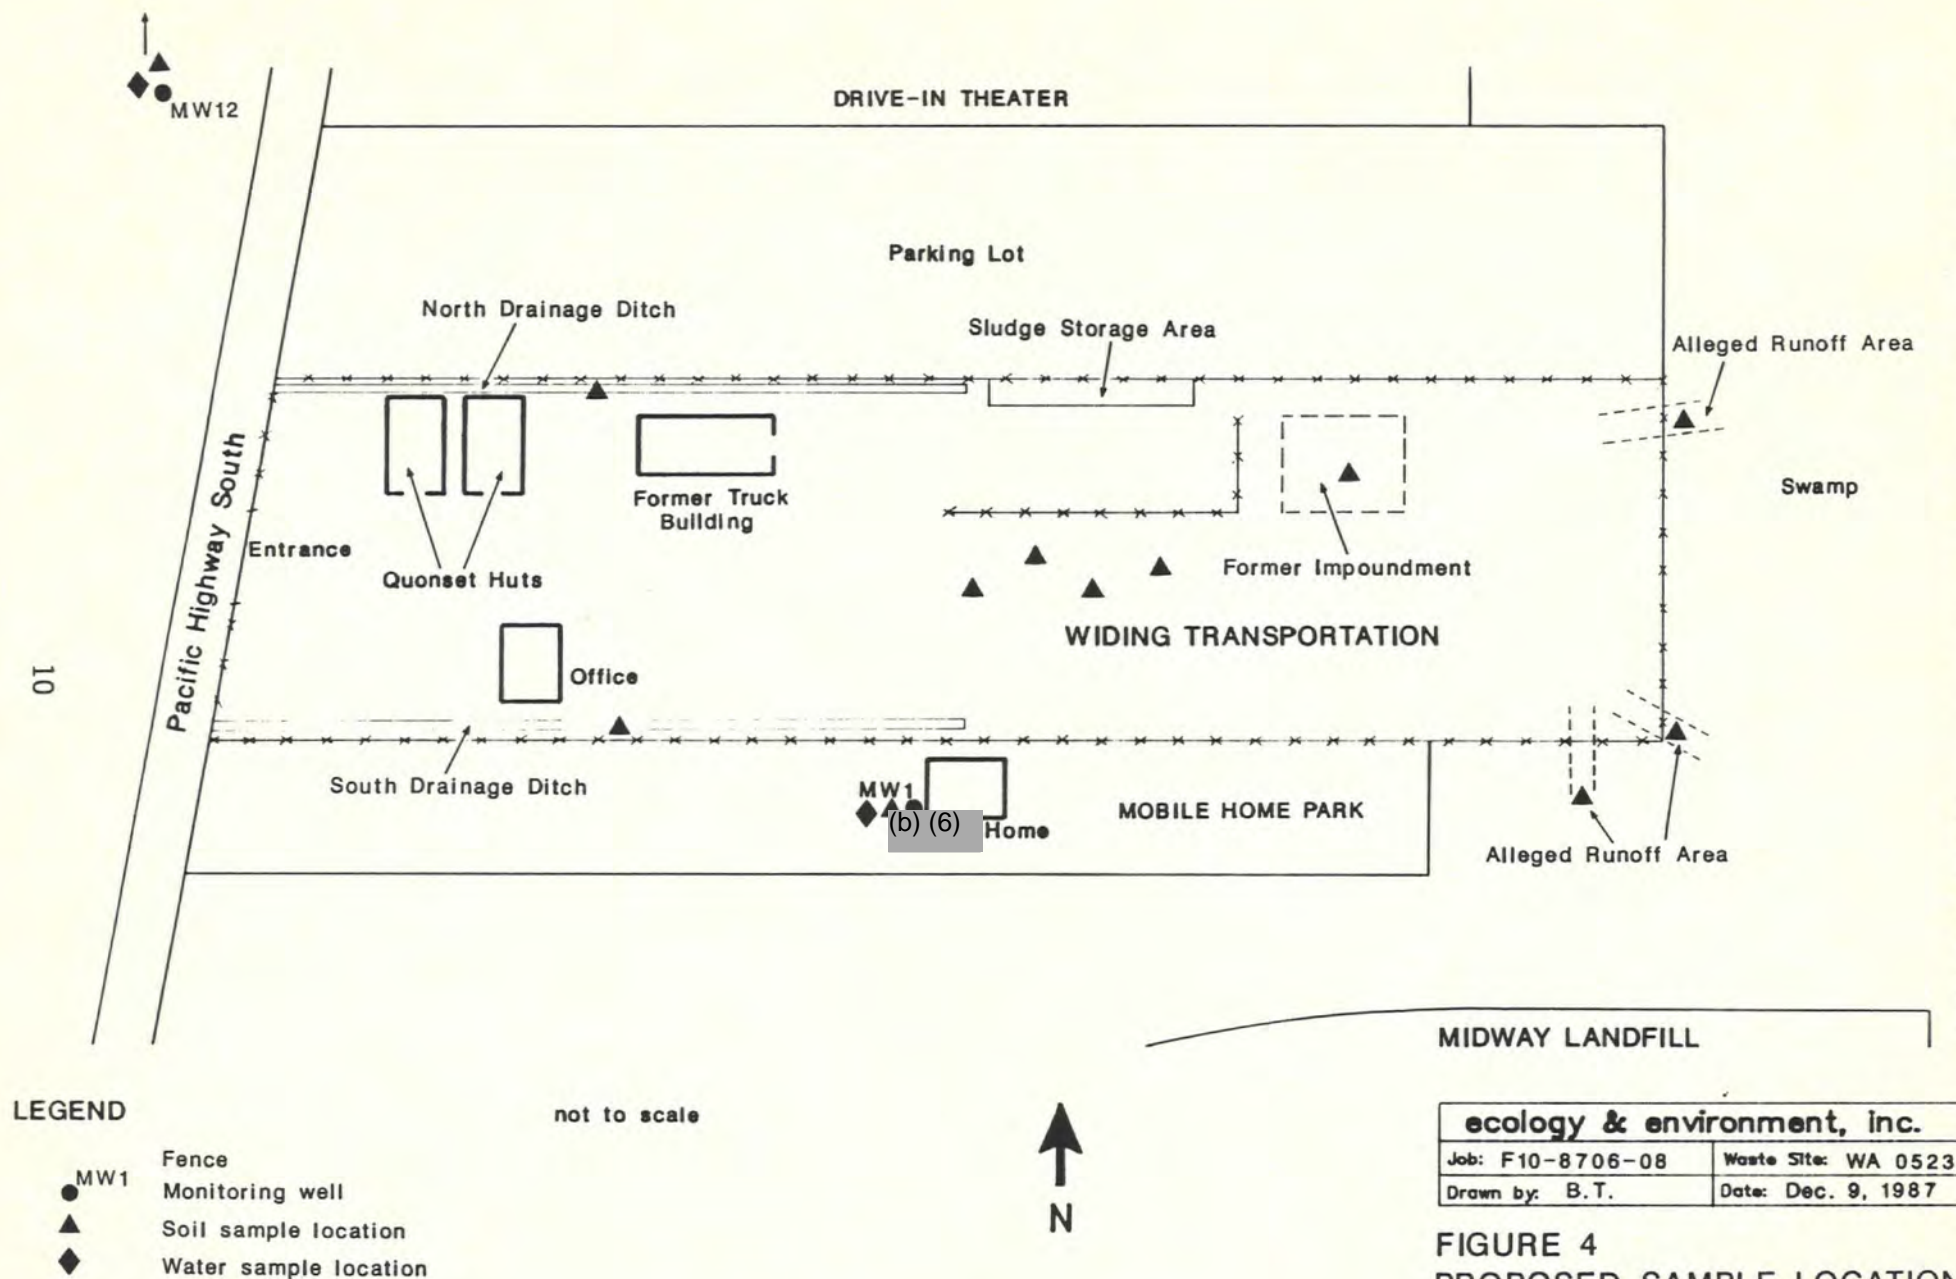 MW12
DRIVE-IN THEATER
Parking Lot
North Drainage Ditch
Sludge Storage Area
Alleged Runoff Area
Pacific Highway South
Former Truck
Building
Swamp
Entrance
Quonset Huts
Former Impoundment
WIDING TRANSPORTATION
10
Office
South Drainage Ditch
MW1
(b) (6)
Home
MOBILE HOME PARK
Alleged Runoff Area
MIDWAY LANDFILL
LEGEND
not to scale
Fence
MW1
Monitoring well
Soil sample location
Water sample location
N
ecology & environment, inc.
Job: F10-8706-08
Waste Site: WA 0523
Drawn by: B.T.
Date: Dec. 9, 1987
FIGURE 4
PROPOSED SAMPLE LOCATION